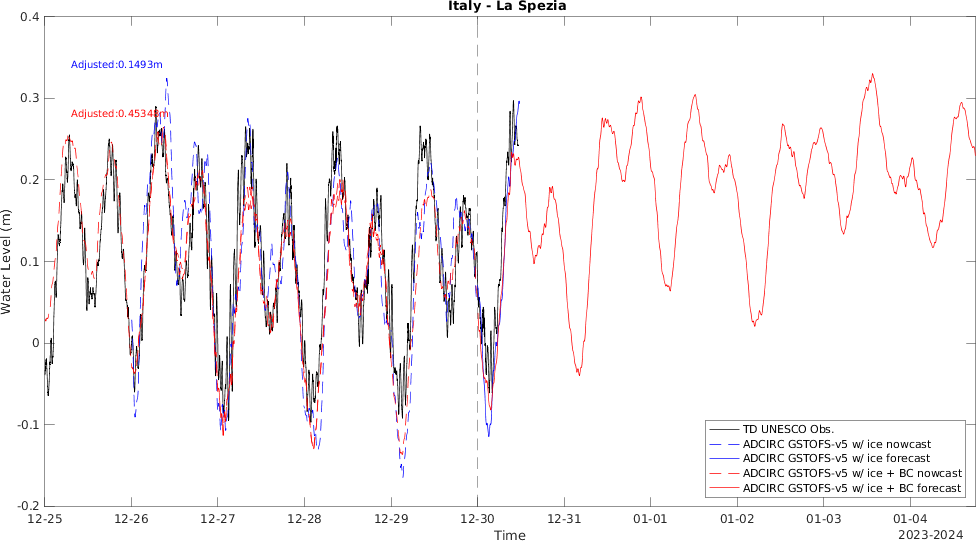 Italy - La Spezia
0.4
0.3
0.2
0.1
0
-0.1
-0.2
Water Level (m)
Adjusted:0.1493m
Adjusted:0.45348m
TD UNESCO Obs.
ADCIRC GSTOFS-v5 w/ ice nowcast
ADCIRC GSTOFS-v5 w/ ice forecast
ADCIRC GSTOFS-v5 w/ ice + BC nowcast
ADCIRC GSTOFS-v5 w/ ice + BC forecast
12-25 12-26 12-27 12-28 12-29 12-30 12-31 01-01 01-02 01-03 01-04
Time
2023-2024